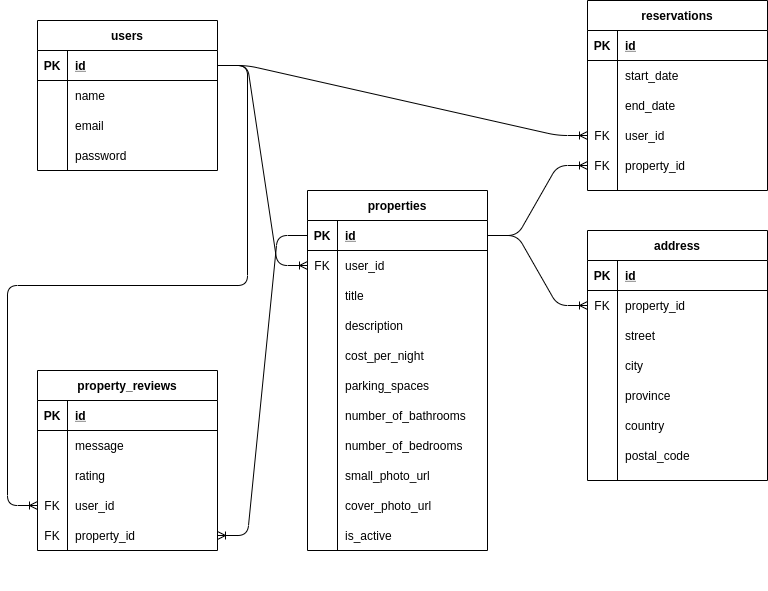 users
PK id
name
email
password
reservations
PK id
start_date
end_date
FK user_id
FK property_id
properties
PK id
FK user_id
title
description
cost_per_night
parking_spaces
number_of_bathrooms
number_of_bedrooms
small_photo_url
cover_photo_url
is_active
address
PK id
FK property_id
street
city
province
country
postal_code
property_reviews
PK id
message
rating
FK user_id
FK property_id